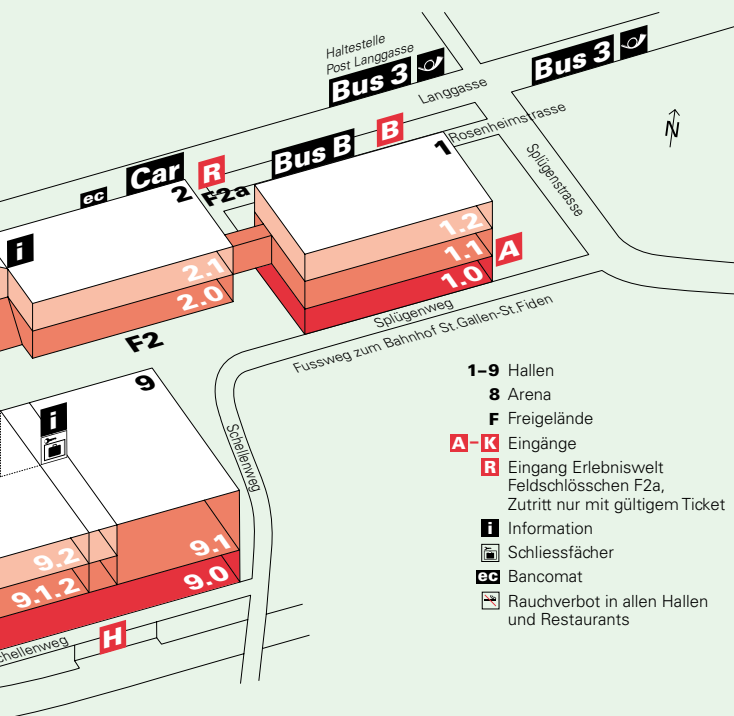 Haltestelle
Post Langgasse
Bus 3
Bus 3
Langgasse
Rosenheimstrasse
Splügenstrasse
N
B
Bus B
R
Car
ec
F2a
2
1
i
1.2
1.1
1.0
A
2.1
2.0
F2
Splügenweg
Fussweg zum Bahnhof St.Gallen-St.Fiden
9
i
Schellenweg
9.2
9.1
9.1.2
9.0
H
chellenweg
1–9 Hallen
8 Arena
F Freigelände
A–K Eingänge
R Eingang Erlebniswelt
Feldschlösschen F2a,
Zutritt nur mit gültigem Ticket
i Information
Schliessfächer
ec Bancomat
Rauchverbot in allen Hallen
und Restaurants